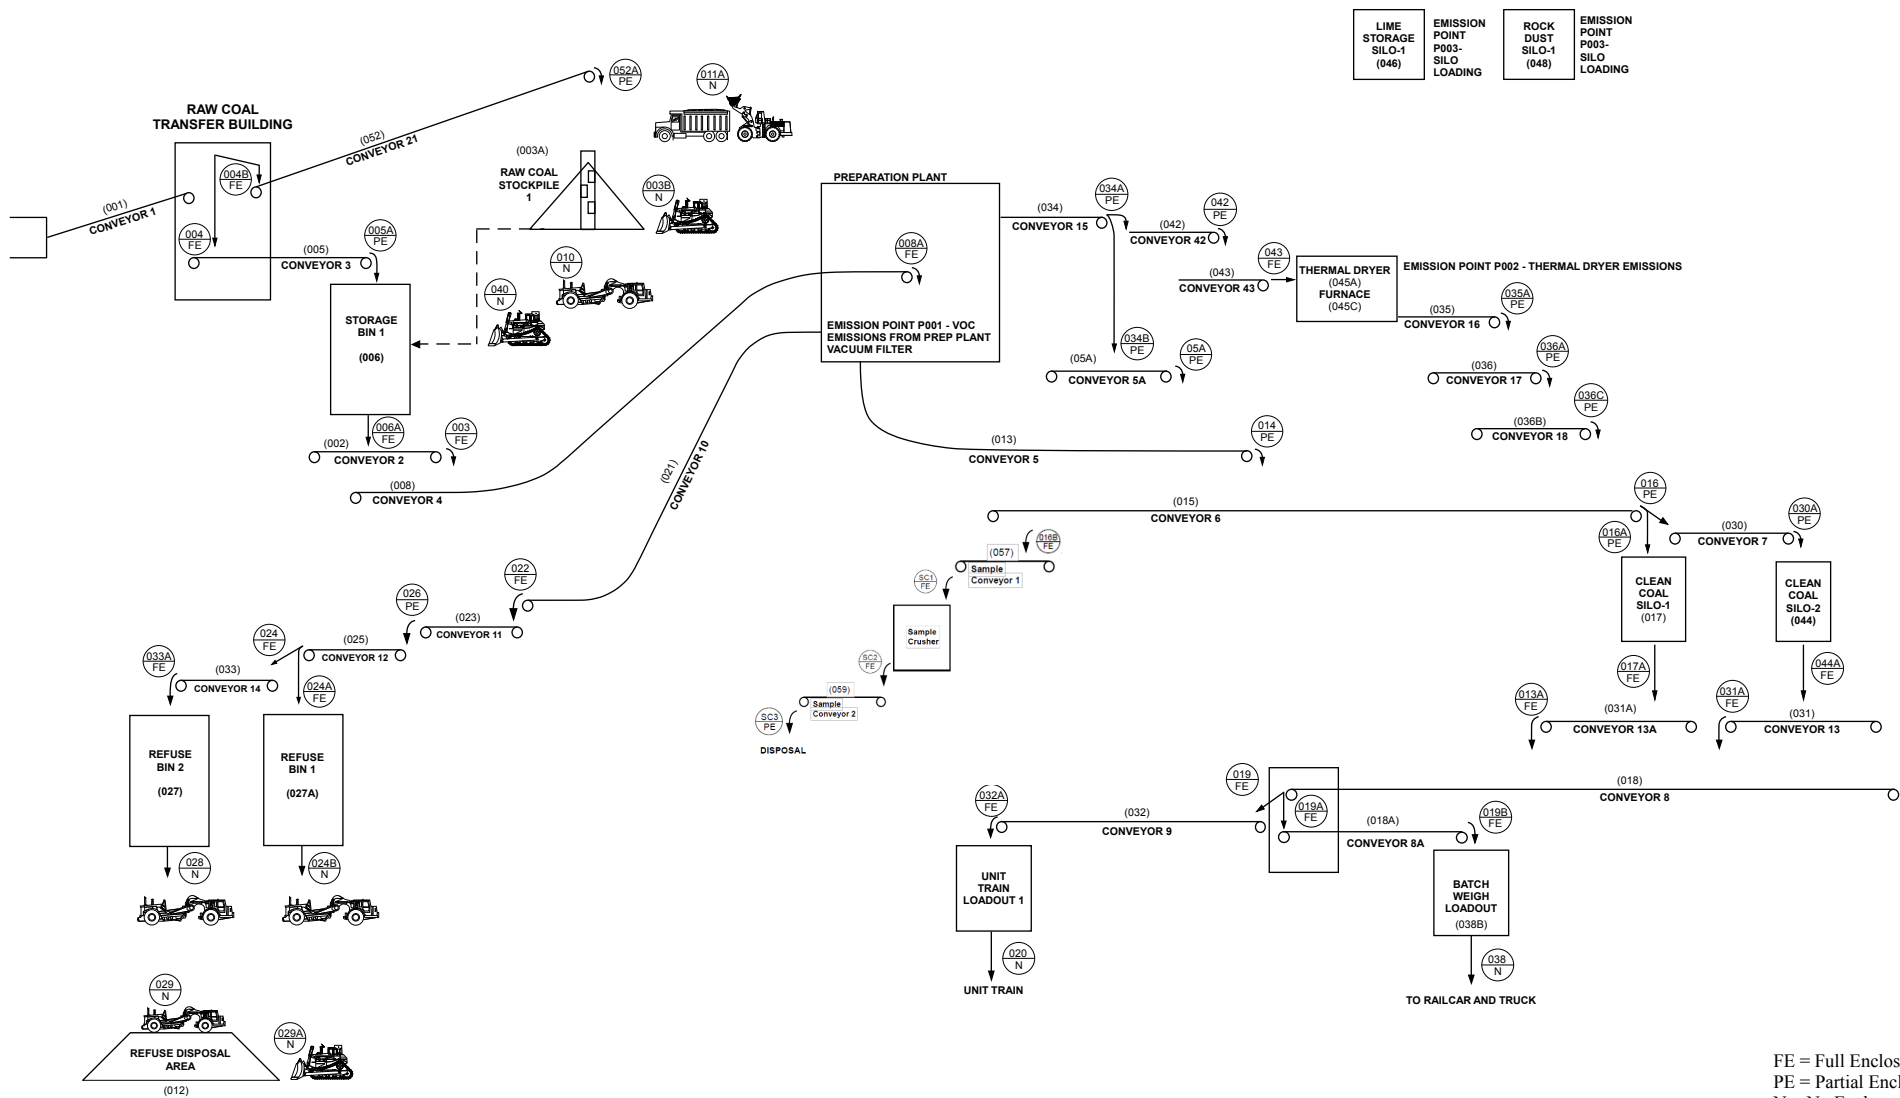 LIME
STORAGE
SILO-1
(046)
EMISSION
POINT
P003-
SILO
LOADING
ROCK
DUST
SILO-1
(048)
EMISSION
POINT
P003-
SILO
LOADING
052A
PE
011A
N
RAW COAL
TRANSFER BUILDING
(052)
CONVEYOR 21
004B
FE
(001)
CONVEYOR 1
004
FE
(005)
CONVEYOR 3
005A
PE
(003A)
RAW COAL
STOCKPILE
1
003B
N
010
N
040
N
STORAGE
BIN 1
(006)
006A
FE
003
FE
(002)
CONVEYOR 2
(008)
CONVEYOR 4
PREPARATION PLANT
008A
FE
EMISSION POINT P001 - VOC
EMISSIONS FROM PREP PLANT
VACUUM FILTER
(034)
CONVEYOR 15
034A
PE
042
PE
(042)
CONVEYOR 42
043
FE
(043)
CONVEYOR 43
THERMAL DRYER
(045A)
FURNACE
(045C)
EMISSION POINT P002 - THERMAL DRYER EMISSIONS
(035)
CONVEYOR 16
035A
PE
034B
PE
05A
PE
(05A)
CONVEYOR 5A
(036)
CONVEYOR 17
036A
PE
(036B)
CONVEYOR 18
036C
PE
(013)
CONVEYOR 5
014
PE
(021)
CONVEYOR 10
(015)
CONVEYOR 6
016
PE
016A
PE
(030)
CONVEYOR 7
030A
PE
016B
FE
(057)
Sample
Conveyor 1
SC1
FE
Sample
Crusher
SC2
FE
(059)
Sample
Conveyor 2
SC3
PE
DISPOSAL
CLEAN
COAL
SILO-1
(017)
CLEAN
COAL
SILO-2
(044)
017A
FE
044A
FE
013A
FE
(031A)
CONVEYOR 13A
031A
FE
(031)
CONVEYOR 13
022
FE
026
PE
(023)
CONVEYOR 11
024
FE
(025)
CONVEYOR 12
033A
FE
(033)
CONVEYOR 14
024A
FE
REFUSE
BIN 2
(027)
REFUSE
BIN 1
(027A)
028
N
024B
N
029
N
REFUSE DISPOSAL
AREA
(012)
029A
N
019
FE
019A
FE
(018)
CONVEYOR 8
032A
FE
(032)
CONVEYOR 9
(018A)
CONVEYOR 8A
019B
FE
UNIT
TRAIN
LOADOUT 1
020
N
UNIT TRAIN
BATCH
WEIGH
LOADOUT
(038B)
038
N
TO RAILCAR AND TRUCK
FE = Full Enclos
PE = Partial Encl